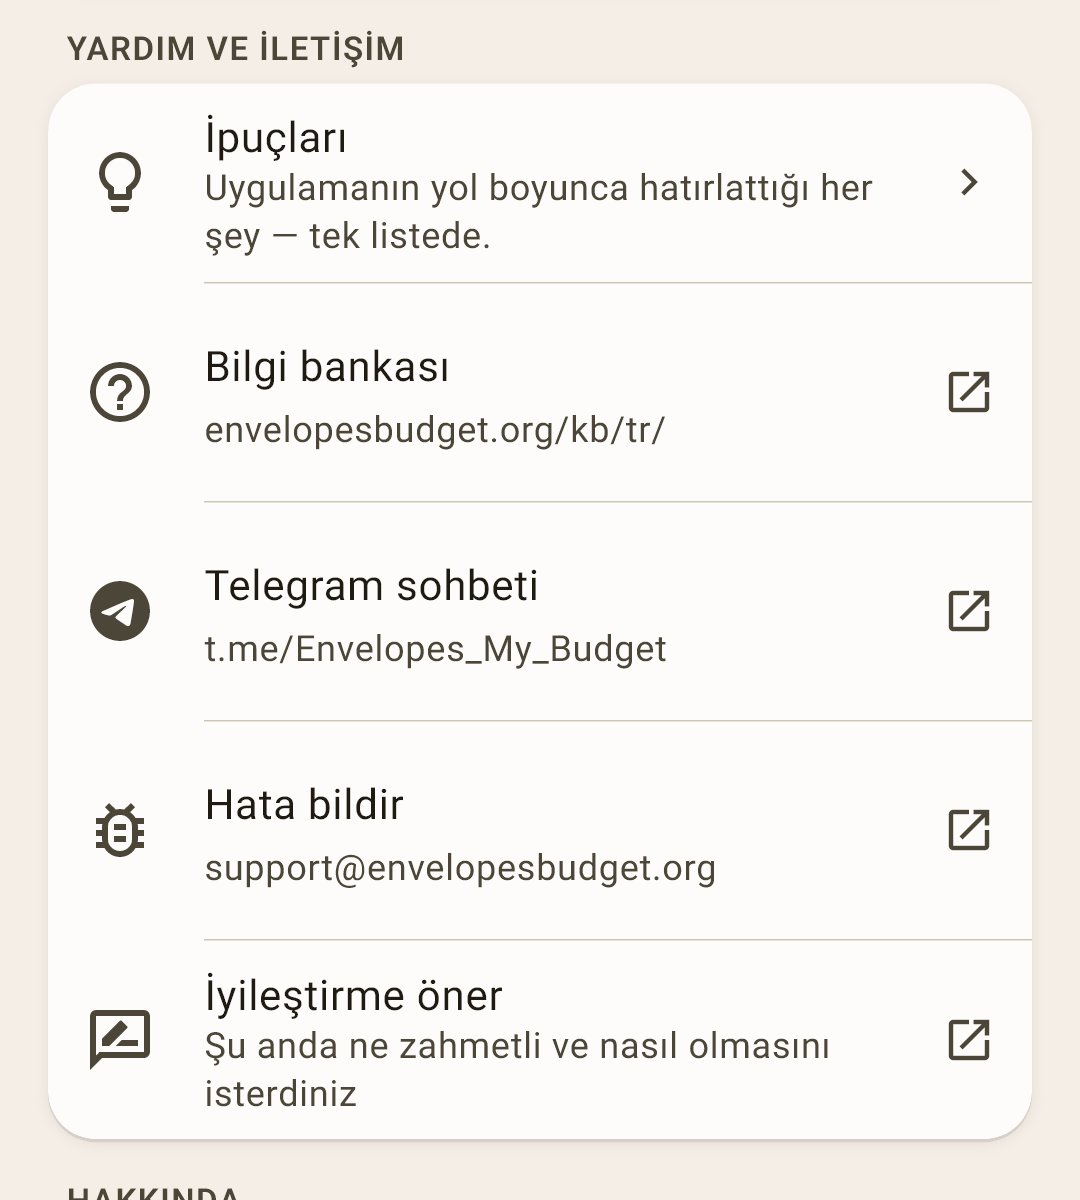 YARDIM VE İLETİŞİM
İpuçları
Uygulamanın yol boyunca hatırlattığı her
şey — tek listede.
Bilgi bankası
envelopesbudget.org/kb/tr/
Telegram sohbeti
t.me/Envelopes_My_Budget
Hata bildir
support@envelopesbudget.org
İyileştirme öner
Şu anda ne zahmetli ve nasıl olmasını
isterdiniz
HAKKINDA